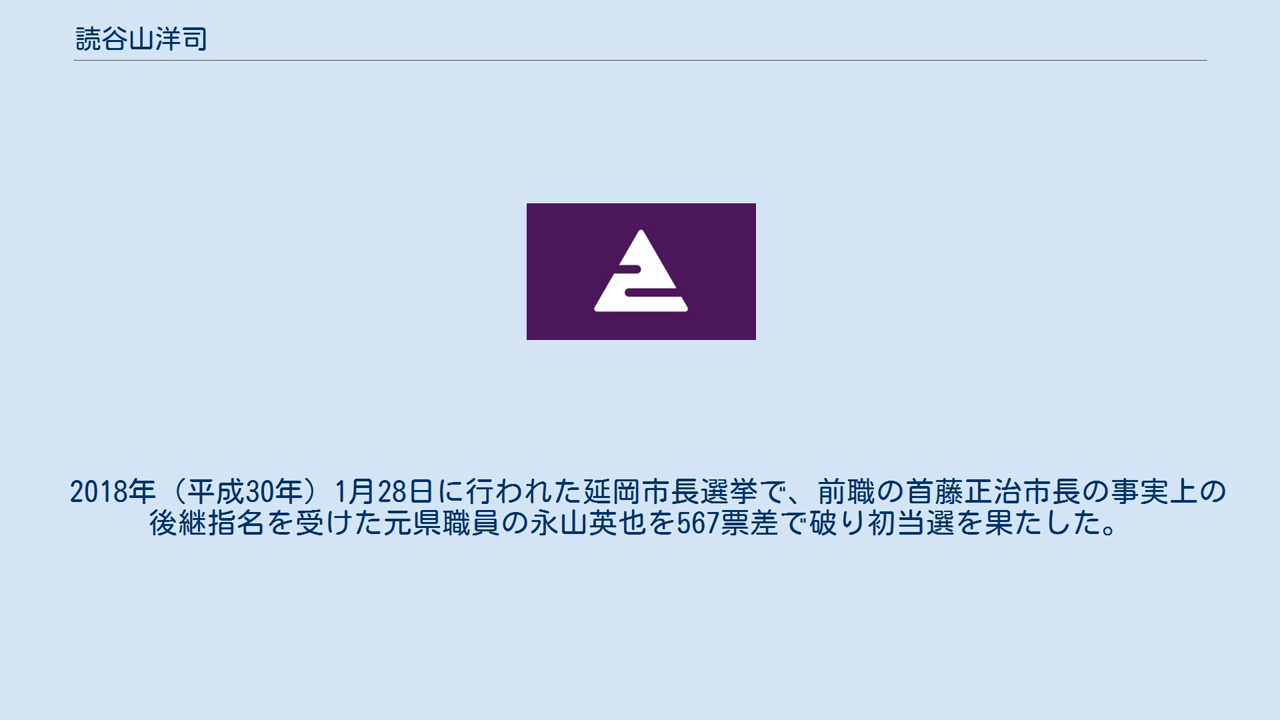 読谷山洋司
2018年（平成30年）1月28日に行われた延岡市長選挙で、前職の首藤正治市長の事実上の
後継指名を受けた元県職員の永山英也を567票差で破り初当選を果たした。